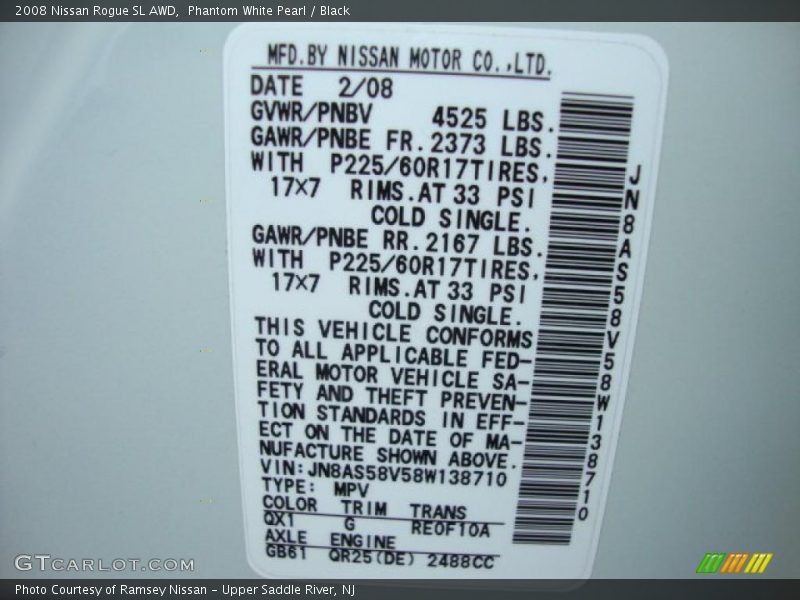 2008 Nissan Rogue SL AWD,  Phantom White Pearl / Black
MFD.BY NISSAN MOTOR CO.,LTD.
DATE 2/08
GVWR/PNBV 4525 LBS.
GAWR/PNBE FR. 2373 LBS.
WITH P225/60R17TIRES,
17×7 RIMS.AT 33 PSI
COLD SINGLE.
GAWR/PNBE RR. 2167 LBS.
WITH P225/60R17TIRES,
17×7 RIMS.AT 33 PSI
COLD SINGLE.
THIS VEHICLE CONFORMS
TO ALL APPLICABLE FED-
ERAL MOTOR VEHICLE SA-
FETY AND THEFT PREVEN-
TION STANDARDS IN EFF-
ECT ON THE DATE OF MA-
NUFACTURE SHOWN ABOVE.
VIN:JN8AS58V58W138710
TYPE: MPV
COLOR TRIM TRANS
QX1 G RE0F10A
AXLE ENGINE
GB61 QR25(DE) 2488CC
JN8AS58V58W138710
GTCARLOT.COM
Photo Courtesy of Ramsey Nissan - Upper Saddle River, NJ